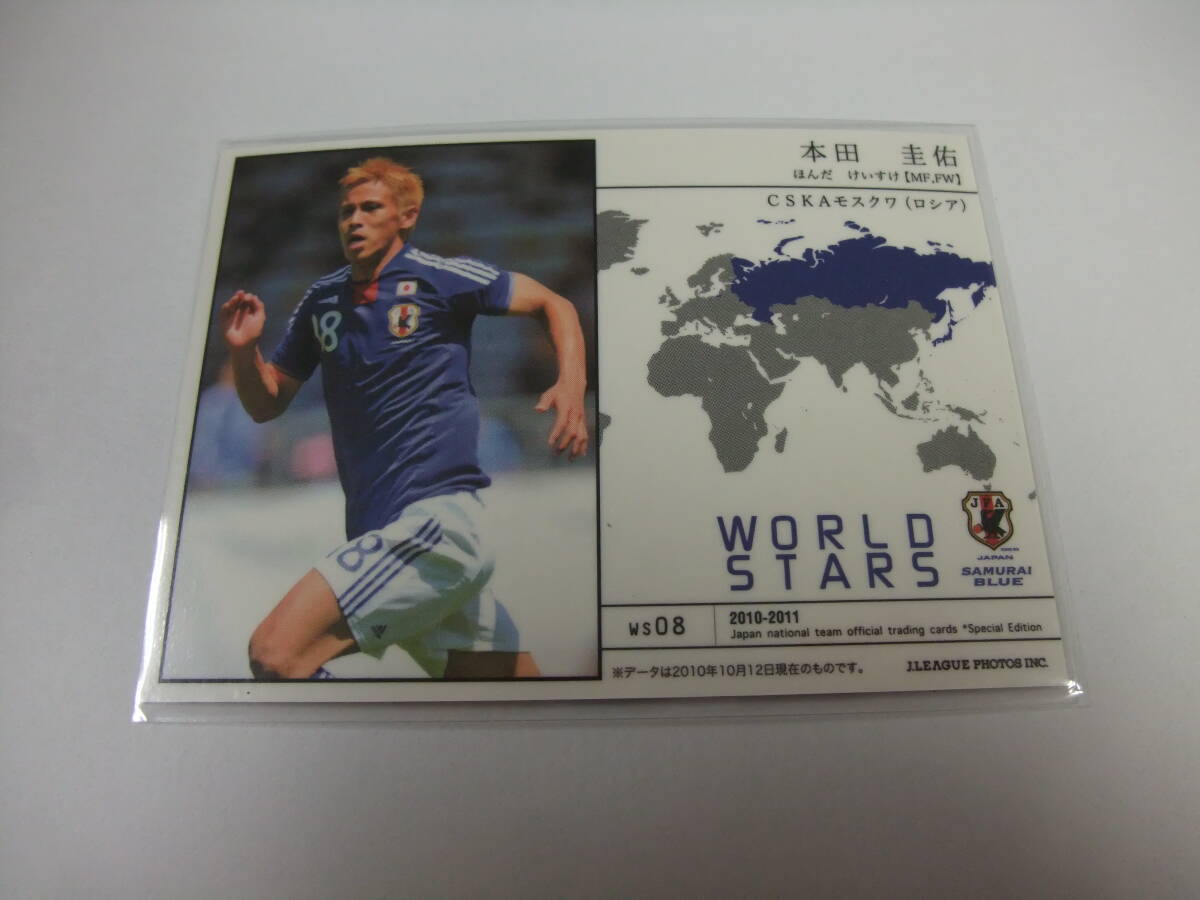 本田 圭佑
ほんだ けいすけ【MF,FW】
CSKAモスクワ(ロシア)
18
18
JFA
JAPAN
SAMURAI
BLUE
WORLD
STARS
WS08
2010-2011
Japan national team official trading cards *Special Edition
※データは2010年10月12日現在のものです。
J.LEAGUE PHOTOS INC.